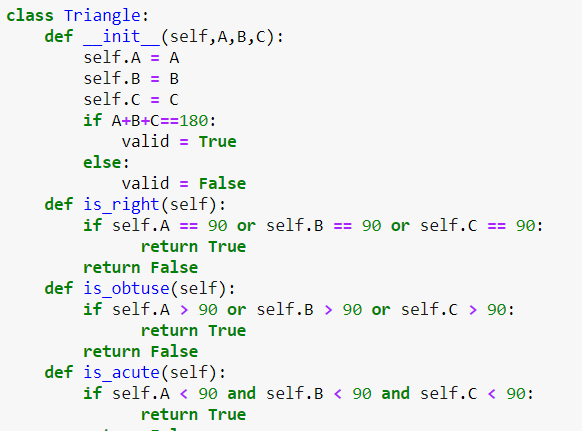 class Triangle:
    def __init__(self,A,B,C):
        self.A = A
        self.B = B
        self.C = C
        if A+B+C==180:
            valid = True
        else:
            valid = False
    def is_right(self):
        if self.A == 90 or self.B == 90 or self.C == 90:
              return True
        return False
    def is_obtuse(self):
        if self.A > 90 or self.B > 90 or self.C > 90:
              return True
        return False
    def is_acute(self):
        if self.A < 90 and self.B < 90 and self.C < 90:
              return True